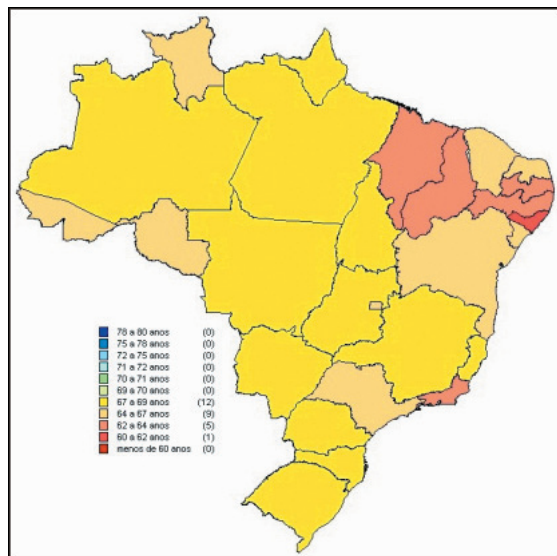 78 a 80 anos (0)
75 a 78 anos (0)
72 a 75 anos (0)
71 a 72 anos (0)
70 a 71 anos (0)
69 a 70 anos (0)
67 a 69 anos (12)
64 a 67 anos (9)
62 a 64 anos (5)
60 a 62 anos (1)
menos de 60 anos (0)